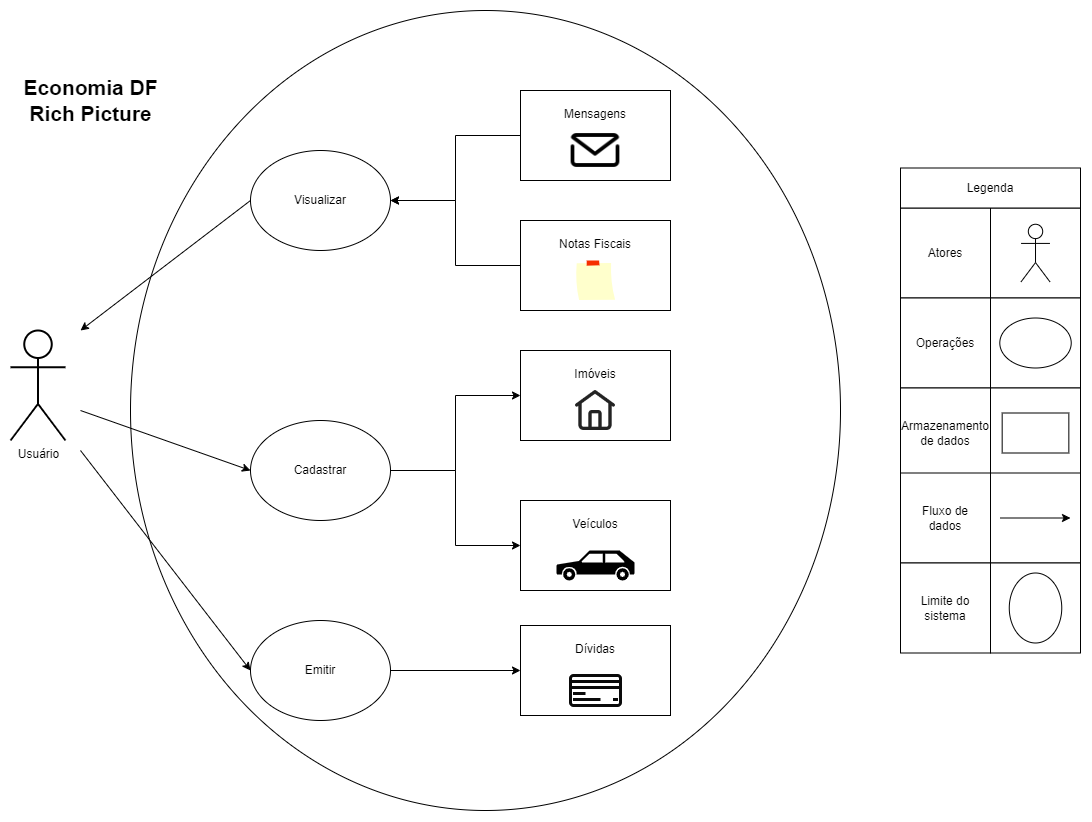 Economia DF
Rich Picture
Mensagens
Visualizar
Notas Fiscais
Imóveis
Usuário
Cadastrar
Veículos
Dívidas
Emitir
Legenda
Atores
Operações
Armazenamento
de dados
Fluxo de
dados
Limite do
sistema